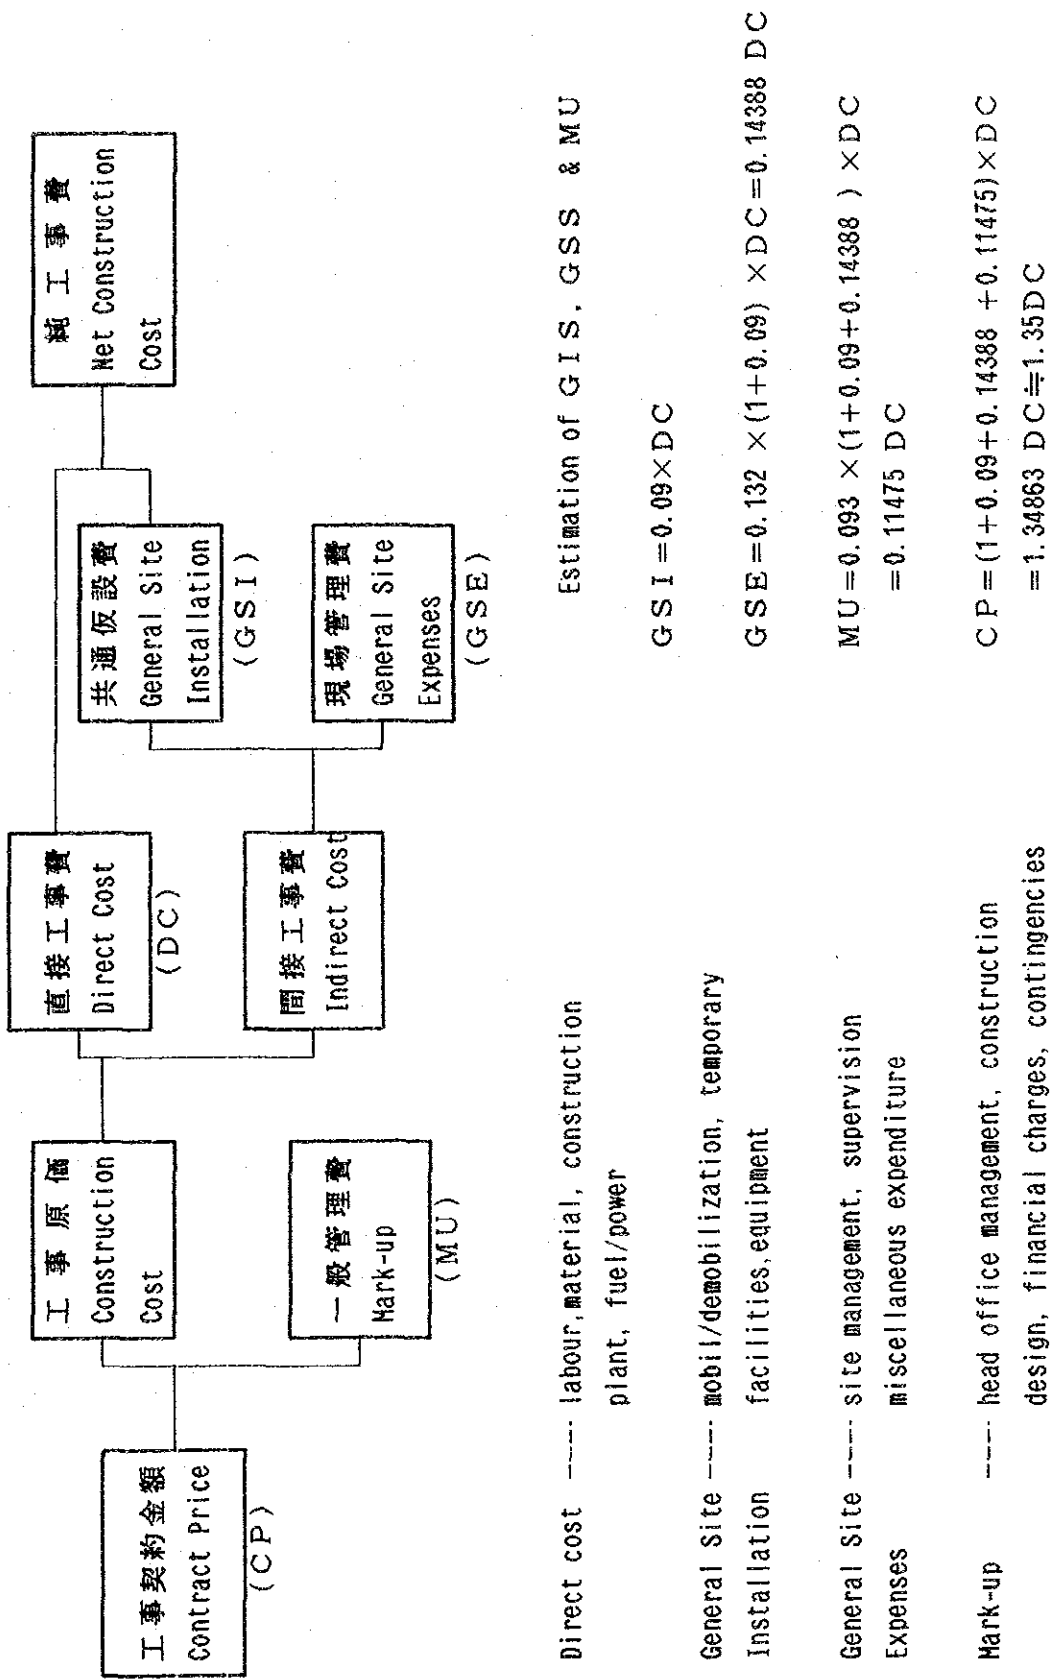 工事契約金額
Contract Price
(CP)
工事原価
Construction
Cost
一般管理費
Mark-up
(MU)
直接工事費
Direct Cost
(DC)
間接工事費
Indirect Cost
共通仮設費
General Site
Installation
(GSI)
現場管理費
General Site
Expenses
(GSE)
純工事費
Net Construction
Cost
Direct cost ---- labour,material, construction
plant, fuel/power
General Site ---- mobil/demobilization, temporary
Installation facilities,equipment
General Site ---- site management, supervision
Expenses miscellaneous expenditure
Mark-up ---- head office management, construction
design, financial charges, contingencies
Estimation of GIS, GSS & MU
GSI=0.09×DC
GSE=0.132 ×(1+0.09) ×DC=0.14388 DC
MU=0.093 ×(1+0.09+0.14388 ) ×DC
=0.11475 DC
CP=(1+0.09+0.14388 +0.11475)×DC
=1.34863 DC≒1.35DC